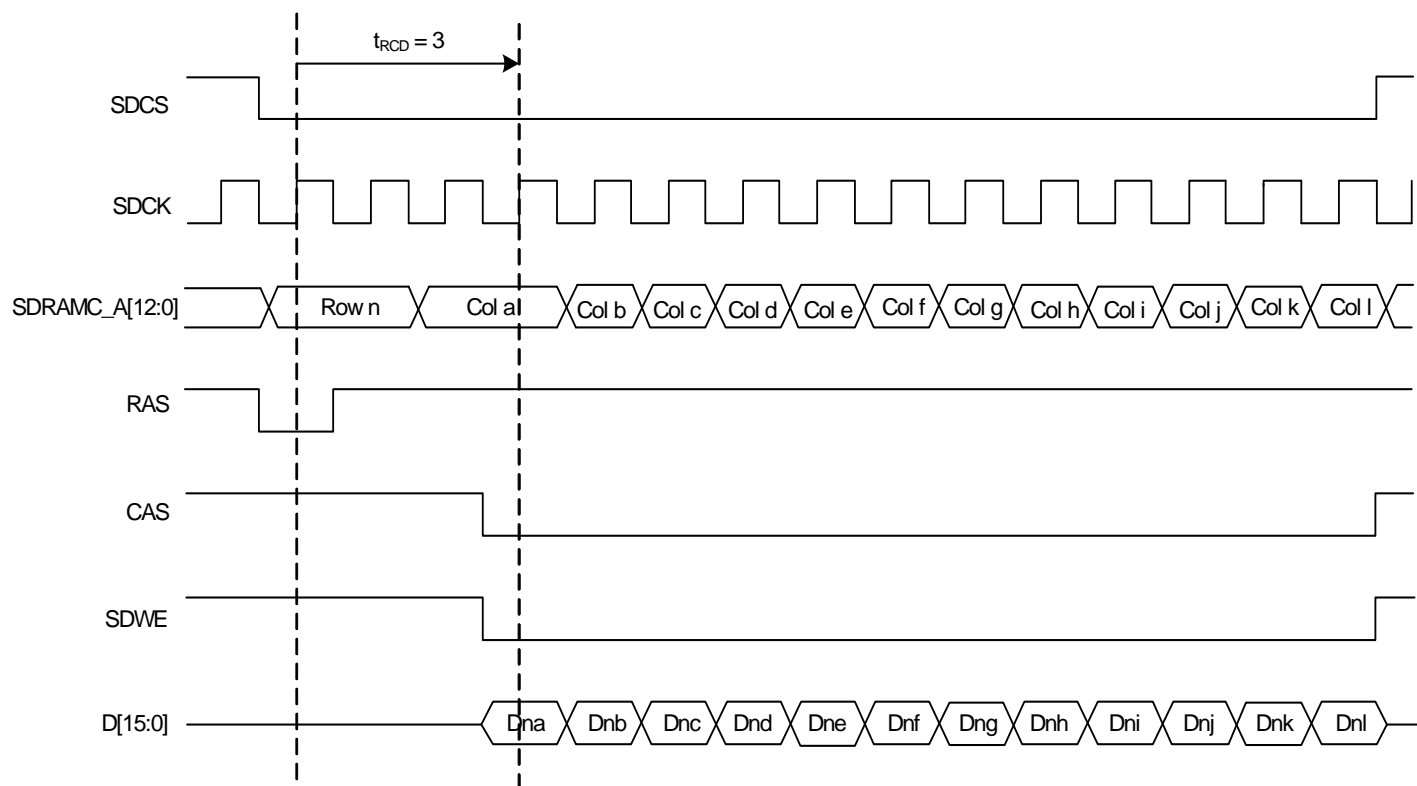 tRCD = 3
SDCS
SDCK
SDRAMC_A[12:0] Row n Col a Col b Col c Col d Col e Col f Col g Col h Col i Col j Col k Col l
RAS
CAS
SDWE
D[15:0] Dna Dnb Dnc Dnd Dne Dnf Dng Dnh Dni Dnj Dnk Dnl